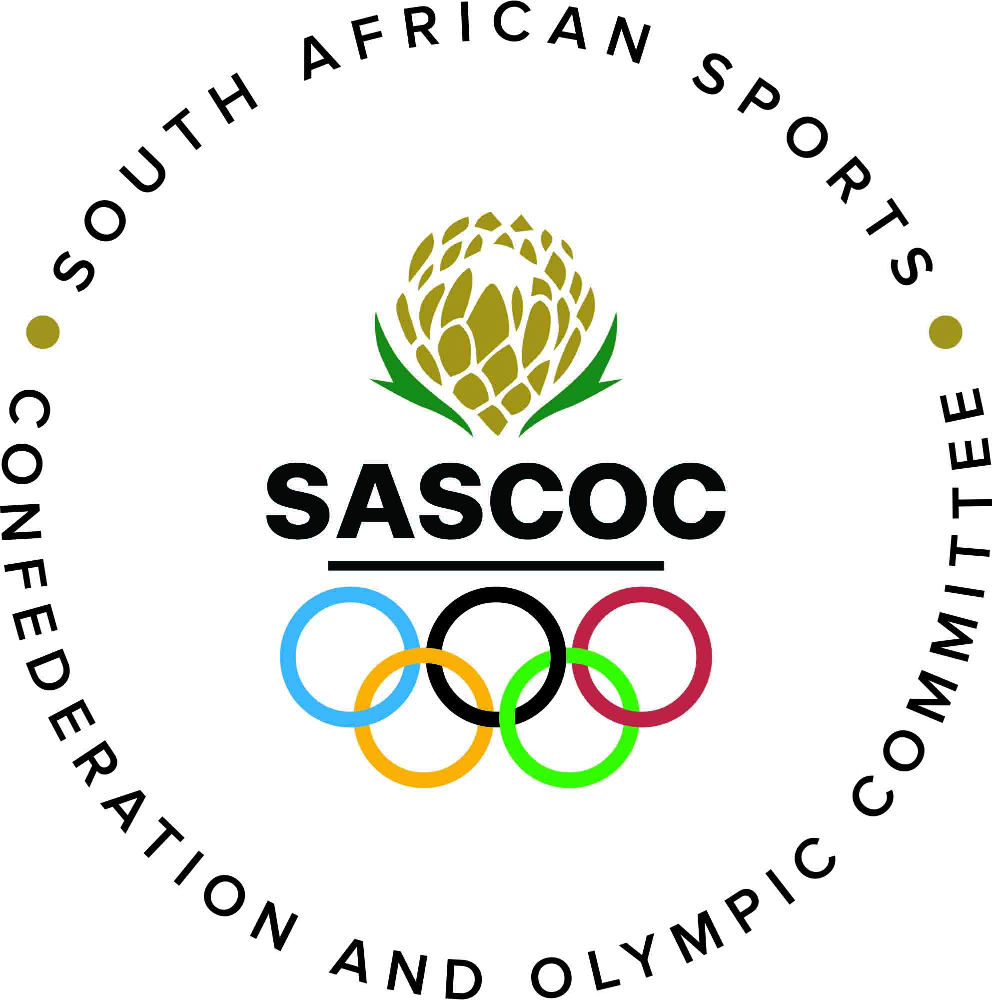 SOUTH AFRICAN SPORTS
SASCOC
CONFEDERATION AND OLYMPIC COMMITTEE